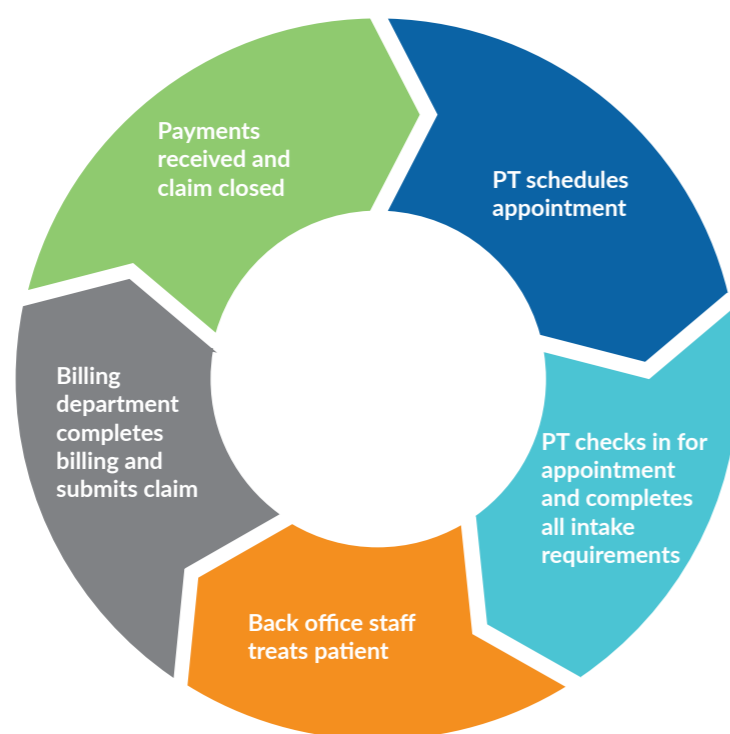 PT schedules
appointment
PT checks in for
appointment
and completes
all intake
requirements
Back office staff
treats patient
Billing
department
completes
billing and
submits claim
Payments
received and
claim closed